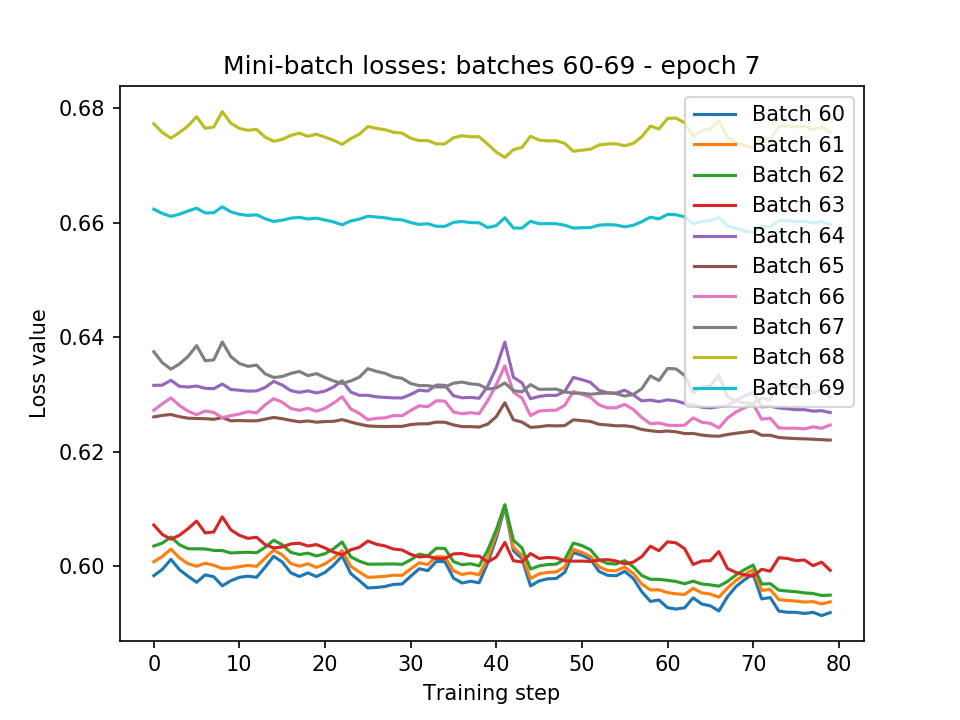 Mini-batch losses: batches 60-69 - epoch 7
0.68
0.66
0.64
0.62
0.60
Loss value
0
10
20
30
40
50
60
70
80
Training step
Batch 60
Batch 61
Batch 62
Batch 63
Batch 64
Batch 65
Batch 66
Batch 67
Batch 68
Batch 69